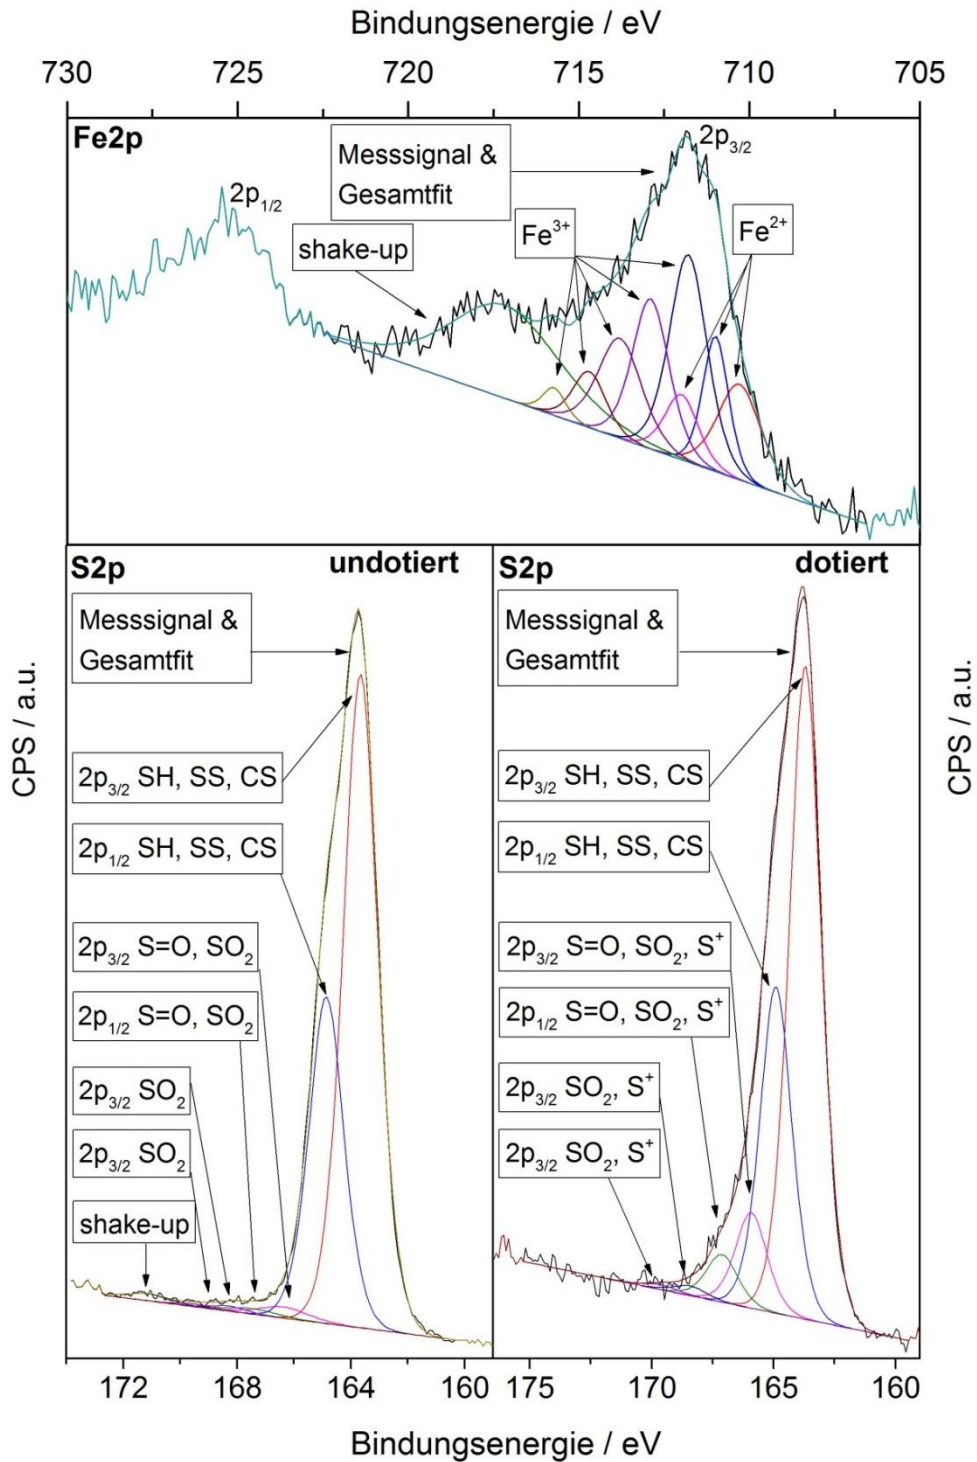 Bindungsenergie / eV
730 725 720 715 710 705
Fe2p
2p1/2
shake-up
Messsignal &
Gesamtfit
Fe3+
2p3/2
Fe2+
CPS / a.u.
S2p undotiert
Messsignal &
Gesamtfit
2p3/2 SH, SS, CS
2p1/2 SH, SS, CS
2p3/2 S=O, SO2
2p1/2 S=O, SO2
2p3/2 SO2
2p3/2 SO2
shake-up
172 168 164 160
S2p dotiert
Messsignal &
Gesamtfit
2p3/2 SH, SS, CS
2p1/2 SH, SS, CS
2p3/2 S=O, SO2, S+
2p1/2 S=O, SO2, S+
2p3/2 SO2, S+
2p3/2 SO2, S+
175 170 165 160
CPS / a.u.
Bindungsenergie / eV